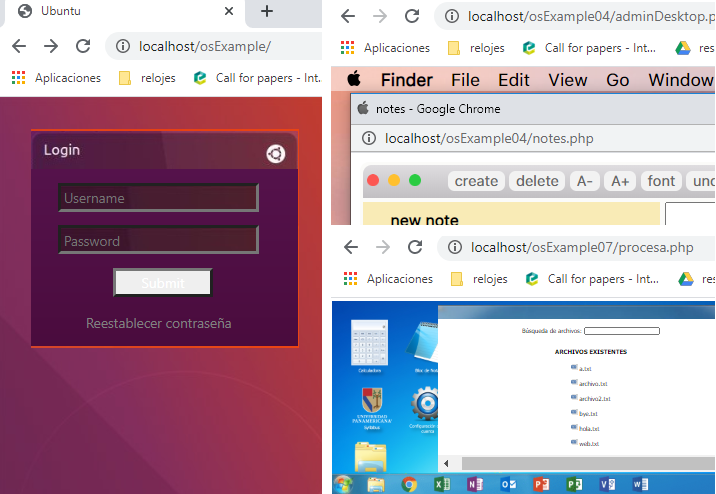 Ubuntu
localhost/osExample/
Aplicaciones relojes Call for papers - Int.
Login
Username
Password
Submit
Reestablecer contraseña
localhost/osExample04/adminDesktop.p
Aplicaciones relojes Call for papers - Int... res
Finder File Edit View Go Window
notes - Google Chrome
localhost/osExample04/notes.php
create delete A- A+ font und
new note
localhost/osExample07/procesa.php
Aplicaciones relojes Call for papers - Int... res
Búsqueda de archivos:
ARCHIVOS EXISTENTES
a.txt
archivo.txt
archivo2.txt
bye.txt
hola.txt
web.txt
Calculadora
Bloc de No
UNIVERSIDAD
PANAMERICANA
Syllabus
Configuración de
cuenta